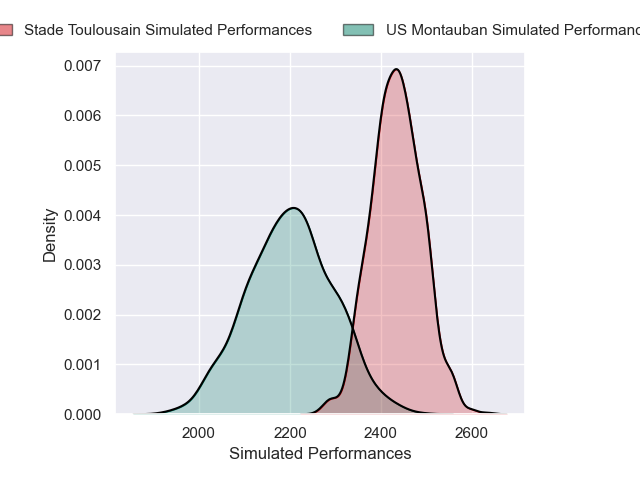 Stade Toulousain Simulated Performances
US Montauban Simulated
0.007
0.006
0.005
0.004
0.003
0.002
0.001
0.000
Density
2000 2200 2400 2600
Simulated Performances